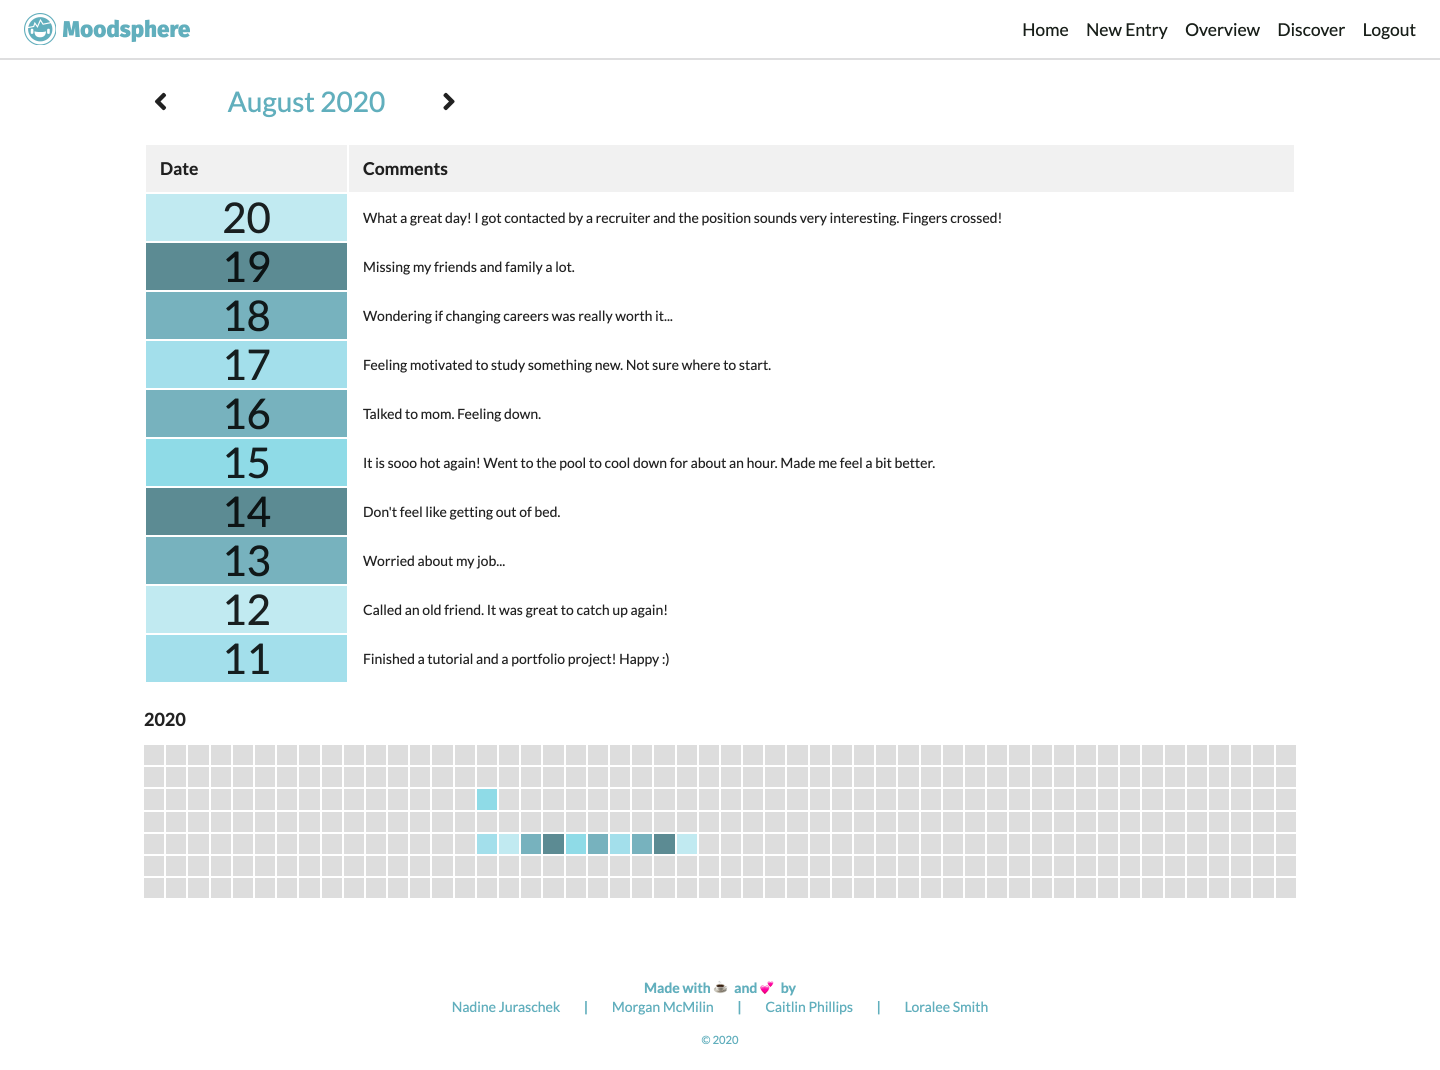 Moodsphere
Home New Entry Overview Discover Logout
August 2020
Date Comments
20 What a great day! I got contacted by a recruiter and the position sounds very interesting. Fingers crossed!
19 Missing my friends and family a lot.
18 Wondering if changing careers was really worth it...
17 Feeling motivated to study something new. Not sure where to start.
16 Talked to mom. Feeling down.
15 It is sooo hot again! Went to the pool to cool down for about an hour. Made me feel a bit better.
14 Don't feel like getting out of bed.
13 Worried about my job...
12 Called an old friend. It was great to catch up again!
11 Finished a tutorial and a portfolio project! Happy :)
2020
Made with ☕ and 💕 by
Nadine Juraschek | Morgan McMilin | Caitlin Phillips | Loralee Smith
© 2020